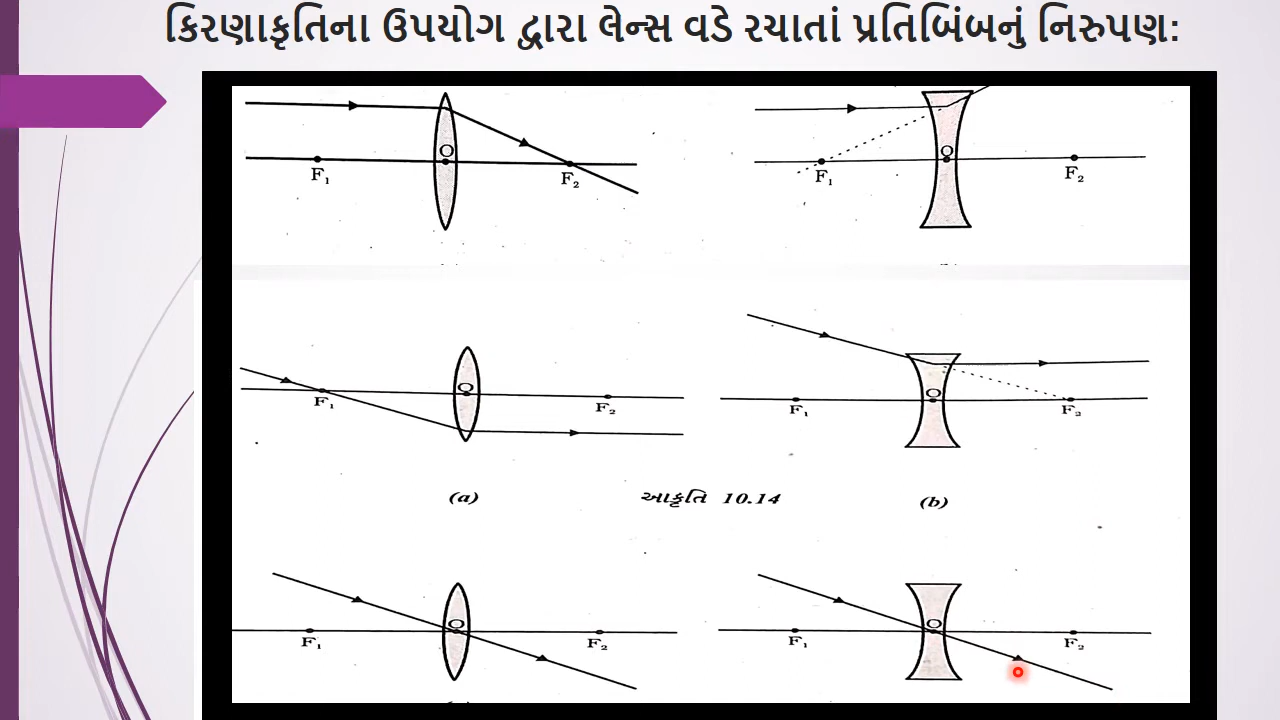 કિરણાકૃતિના ઉપયોગ દ્વારા લેન્સ વડે રચાતાં પ્રતિબિંબનું નિરુપણ:
O O
F₁ F₂ F₁ F₂
O O
F₁ F₂ F₁ F₂
(a) આકૃતિ 10.14 (b)
O O
F₁ F₂ F₁ F₂